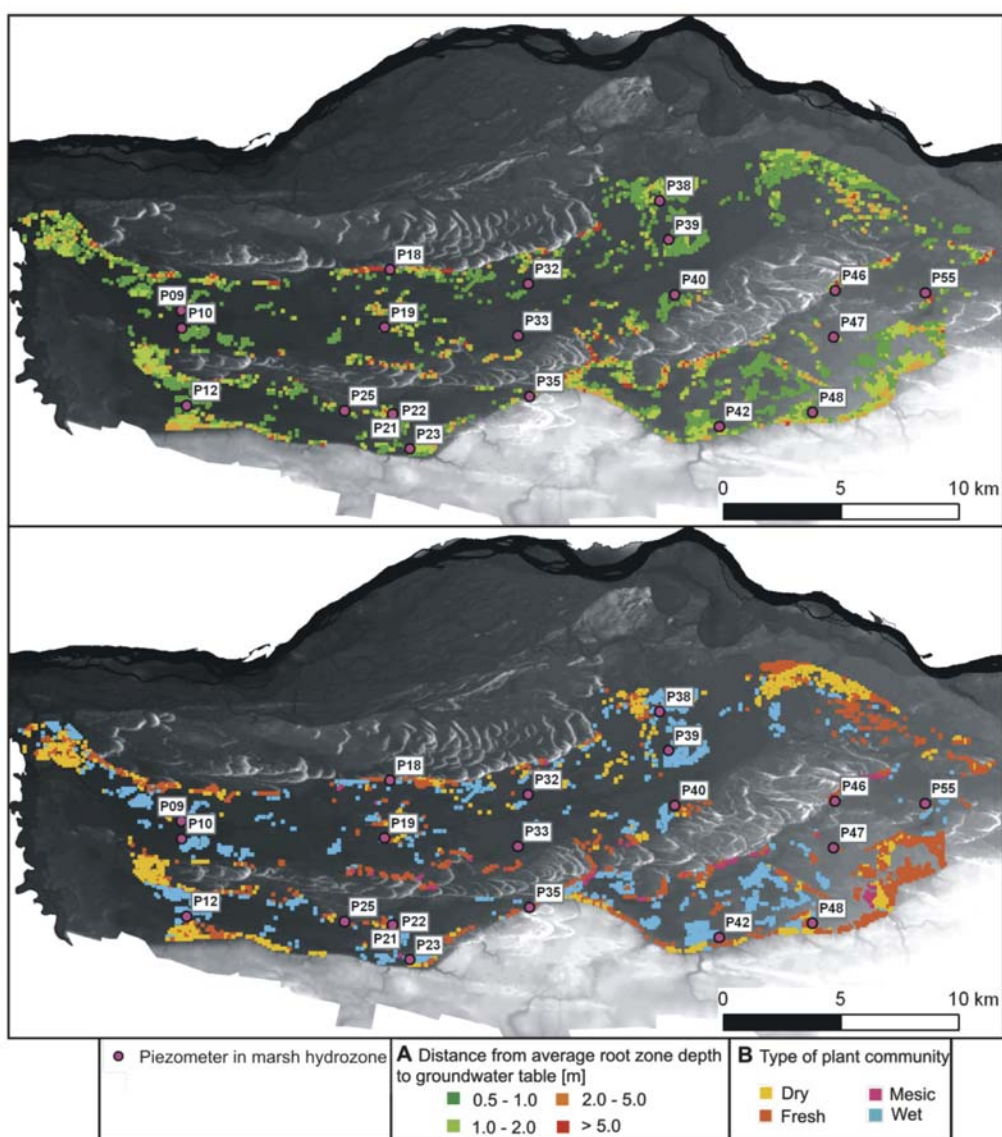 P38
P39
P18
P32
P40
P46
P55
P09
P10
P19
P33
P47
P12
P25
P35
P22
P21
P23
P42
P48
0 5 10 km
P38
P39
P18
P32
P40
P46
P55
P09
P10
P19
P33
P47
P12
P25
P35
P22
P21
P23
P42
P48
0 5 10 km
Piezometer in marsh hydrozone
A Distance from average root zone depth
to groundwater table [m]
0.5 - 1.0 2.0 - 5.0
1.0 - 2.0 > 5.0
B Type of plant community
Dry Mesic
Fresh Wet